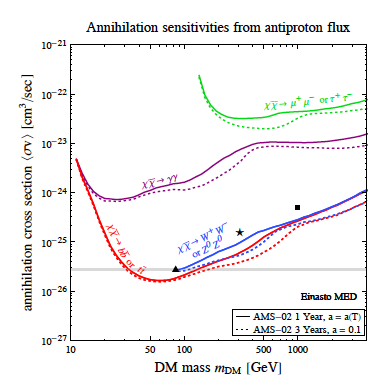 Annihilation sensitivities from antiproton flux
annihilation cross section ⟨σv⟩ [cm³/sec]
10⁻²¹
10⁻²²
10⁻²³
10⁻²⁴
10⁻²⁵
10⁻²⁶
10⁻²⁷
χχ̄→ μ⁺ μ⁻ or τ⁺ τ⁻
χχ̄→ γγ
χχ̄→ W⁺ W⁻
or Z⁰ Z⁰
χχ̄→ bb̄ or tt̄
Einasto MED
AMS-02 1 Year, a = a(T)
AMS-02 3 Years, a = 0.1
10 50 100 500 1000
DM mass m_DM [GeV]